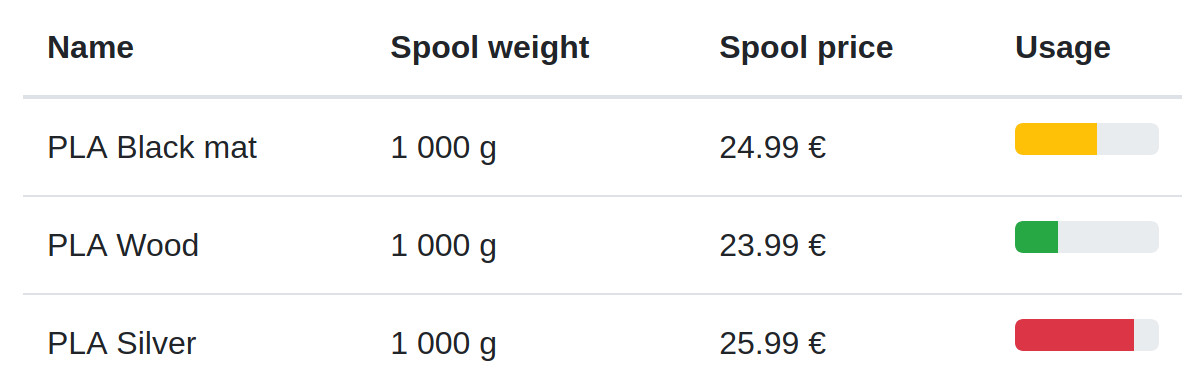 Name Spool weight Spool price Usage
PLA Black mat 1 000 g 24.99 €
PLA Wood 1 000 g 23.99 €
PLA Silver 1 000 g 25.99 €